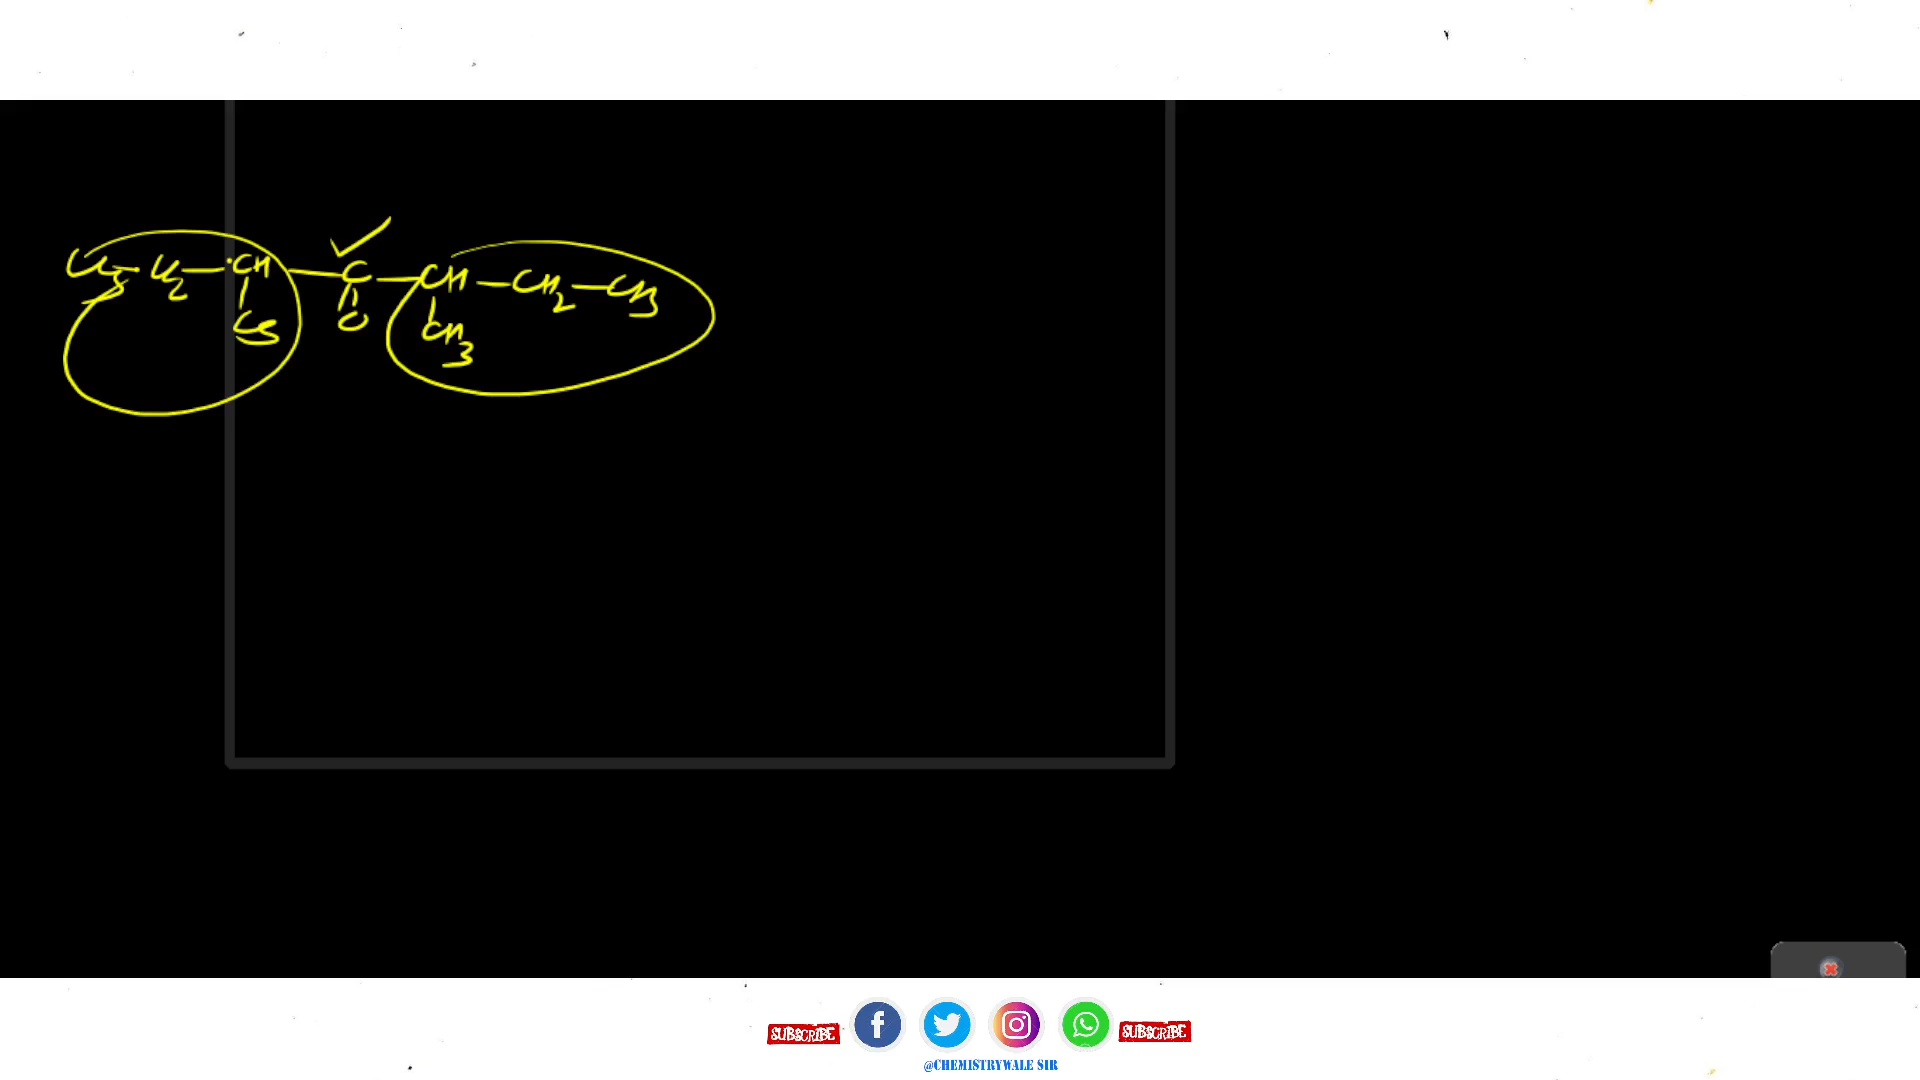 CH3-CH2-CH-C-CH-CH2-CH3
CH3 O CH3
SUBSCRIBE SUBSCRIBE
@CHEMISTRYWALE SIR